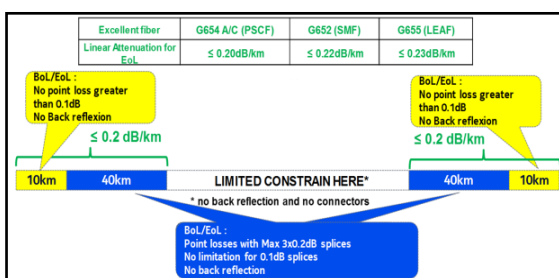 Excellent fiber G654 A/C (PSCF) G652 (SMF) G655 (LEAF)
Linear Attenuation for EoL ≤ 0.20dB/km ≤ 0.22dB/km ≤ 0.23dB/km
BoL/EoL :
No point loss greater
than 0.1dB
No Back reflexion
BoL/EoL :
No point loss greater
than 0.1dB
No Back reflexion
≤ 0.2 dB/km
≤ 0.2 dB/km
10km 40km LIMITED CONSTRAIN HERE* 40km 10km
* no back reflection and no connectors
BoL/EoL :
Point losses with Max 3x0.2dB splices
No limitation for 0.1dB splices
No back reflection